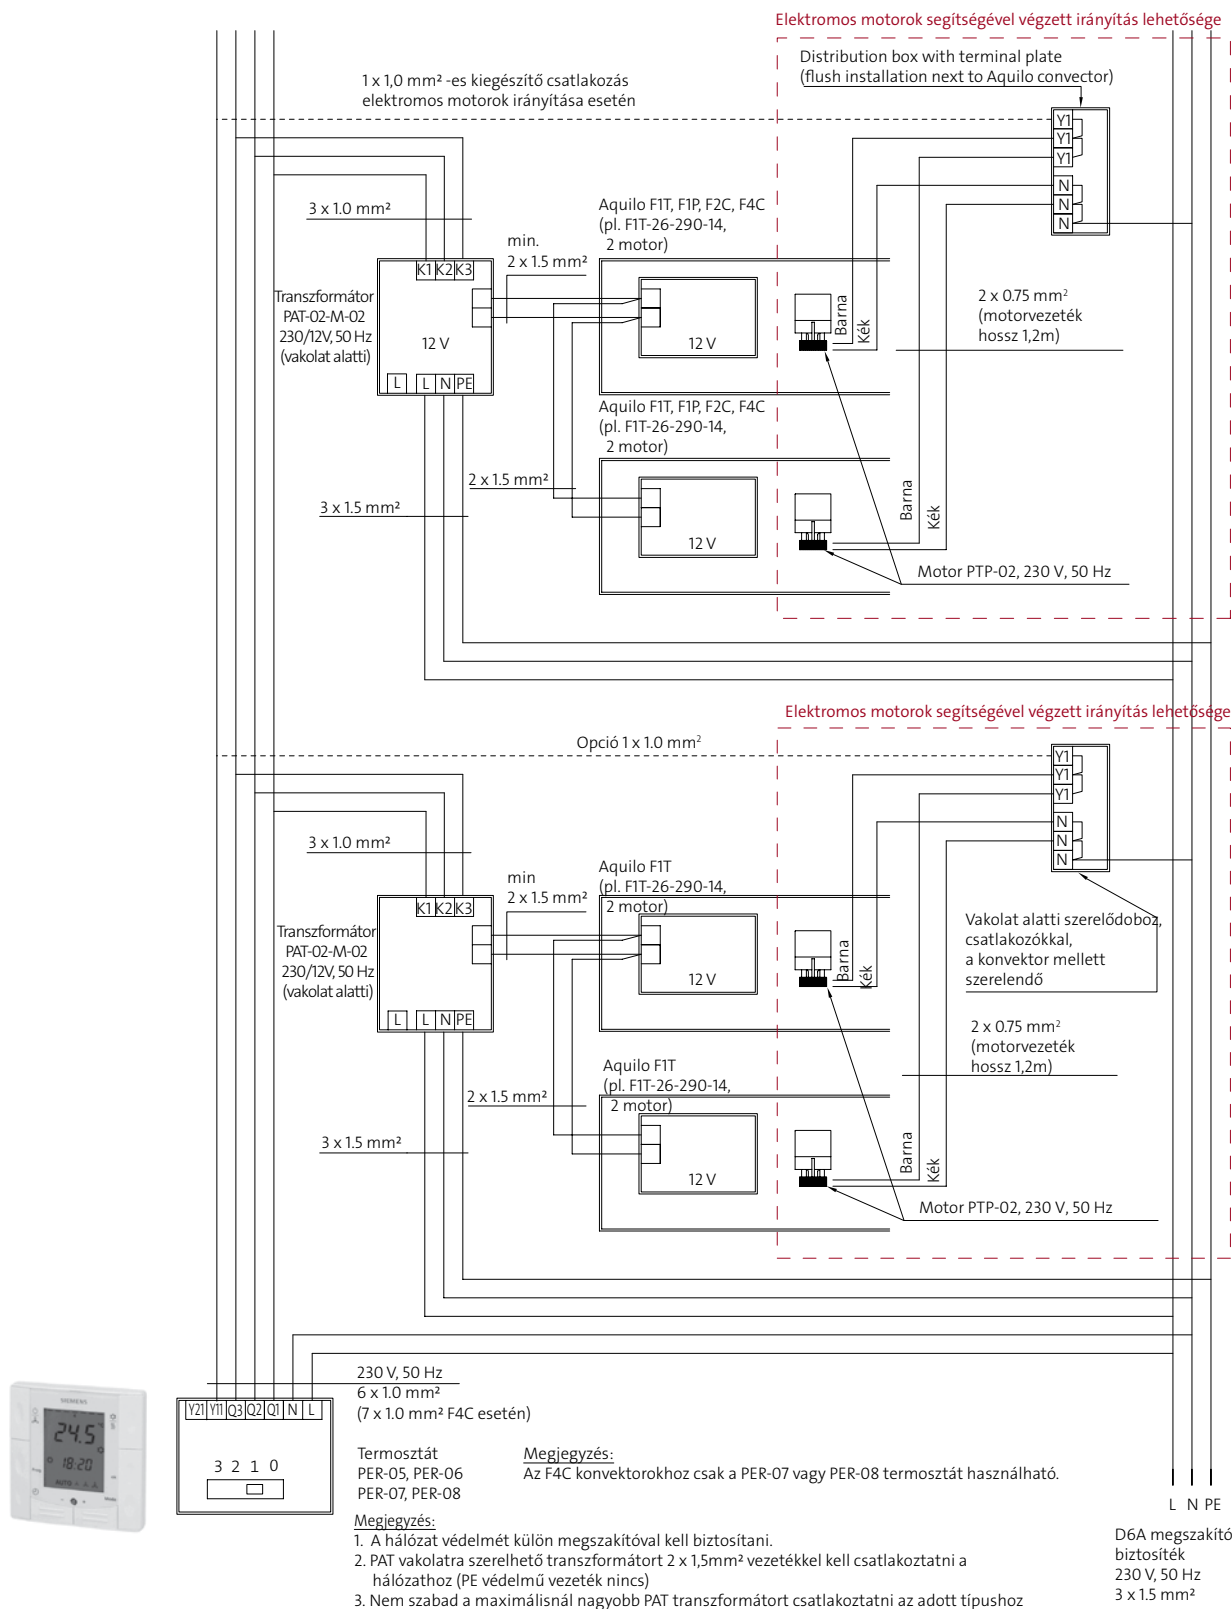 Elektromos motorok segítségével végzett irányítás lehetősége
Distribution box with terminal plate
(flush installation next to Aquilo convector)
1 x 1,0 mm² -es kiegészítő csatlakozás
elektromos motorok irányítása esetén
Y1
Y1
Y1
N
N
N
3 x 1.0 mm²
min.
2 x 1.5 mm²
Aquilo F1T, F1P, F2C, F4C
(pl. F1T-26-290-14,
2 motor)
K1 K2 K3
Transzformátor
PAT-02-M-02
230/12V, 50 Hz
(vakolat alatti)
12 V
L L N PE
12 V
Barna
Kék
2 x 0.75 mm²
(motorvezeték
hossz 1,2m)
Aquilo F1T, F1P, F2C, F4C
(pl. F1T-26-290-14,
2 motor)
2 x 1.5 mm²
3 x 1.5 mm²
12 V
Barna
Kék
Motor PTP-02, 230 V, 50 Hz
Elektromos motorok segítségével végzett irányítás lehetősége
Opció 1 x 1.0 mm²
Y1
Y1
Y1
N
N
N
3 x 1.0 mm²
min
2 x 1.5 mm²
Aquilo F1T
(pl. F1T-26-290-14,
2 motor)
K1 K2 K3
Transzformátor
PAT-02-M-02
230/12V, 50 Hz
(vakolat alatti)
L L N PE
12 V
Barna
Kék
Vakolat alatti szerelődoboz,
csatlakozókkal,
a konvektor mellett
szerelendő
2 x 0.75 mm²
(motorvezeték
hossz 1,2m)
Aquilo F1T
(pl. F1T-26-290-14,
2 motor)
2 x 1.5 mm²
3 x 1.5 mm²
12 V
Barna
Kék
Motor PTP-02, 230 V, 50 Hz
230 V, 50 Hz
6 x 1.0 mm²
(7 x 1.0 mm² F4C esetén)
SIEMENS
24.5
18:20
AUTO
Y21 Y11 Q3 Q2 Q1 N L
3 2 1 0
Termosztát
PER-05, PER-06
PER-07, PER-08
Megjegyzés:
Az F4C konvektorokhoz csak a PER-07 vagy PER-08 termosztát használható.
L N PE
D6A megszakító
biztosíték
230 V, 50 Hz
3 x 1.5 mm²
Megjegyzés:
1. A hálózat védelmét külön megszakítóval kell biztosítani.
2. PAT vakolatra szerelhető transzformátort 2 x 1,5mm² vezetékkel kell csatlakoztatni a
hálózathoz (PE védelmű vezeték nincs)
3. Nem szabad a maximálisnál nagyobb PAT transzformátort csatlakoztatni az adott típushoz